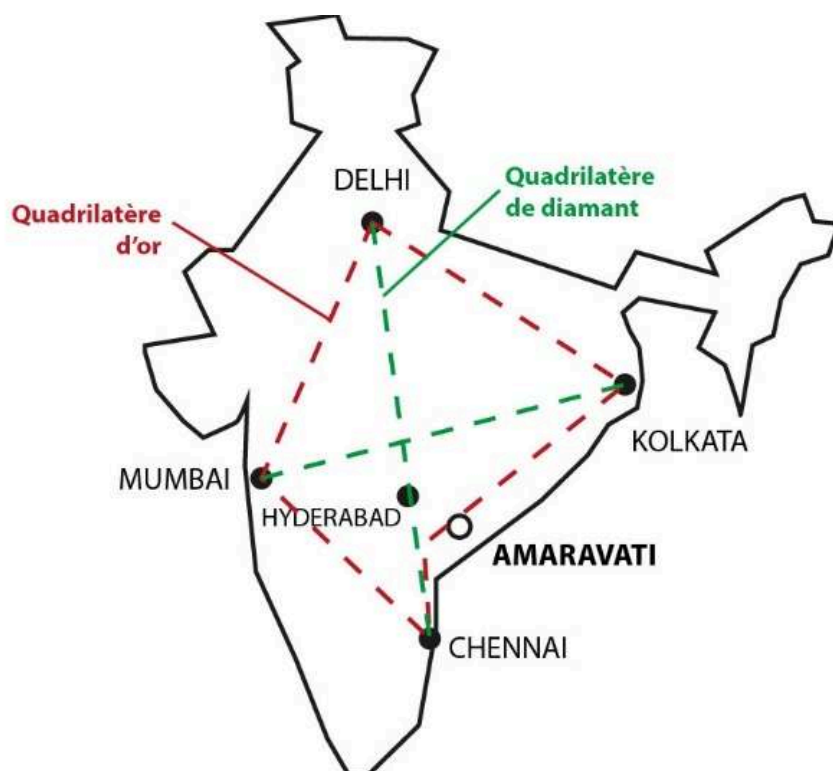 DELHI
Quadrilatère
de diamant
Quadrilatère
d'or
KOLKATA
MUMBAI
HYDERABAD
AMARAVATI
CHENNAI